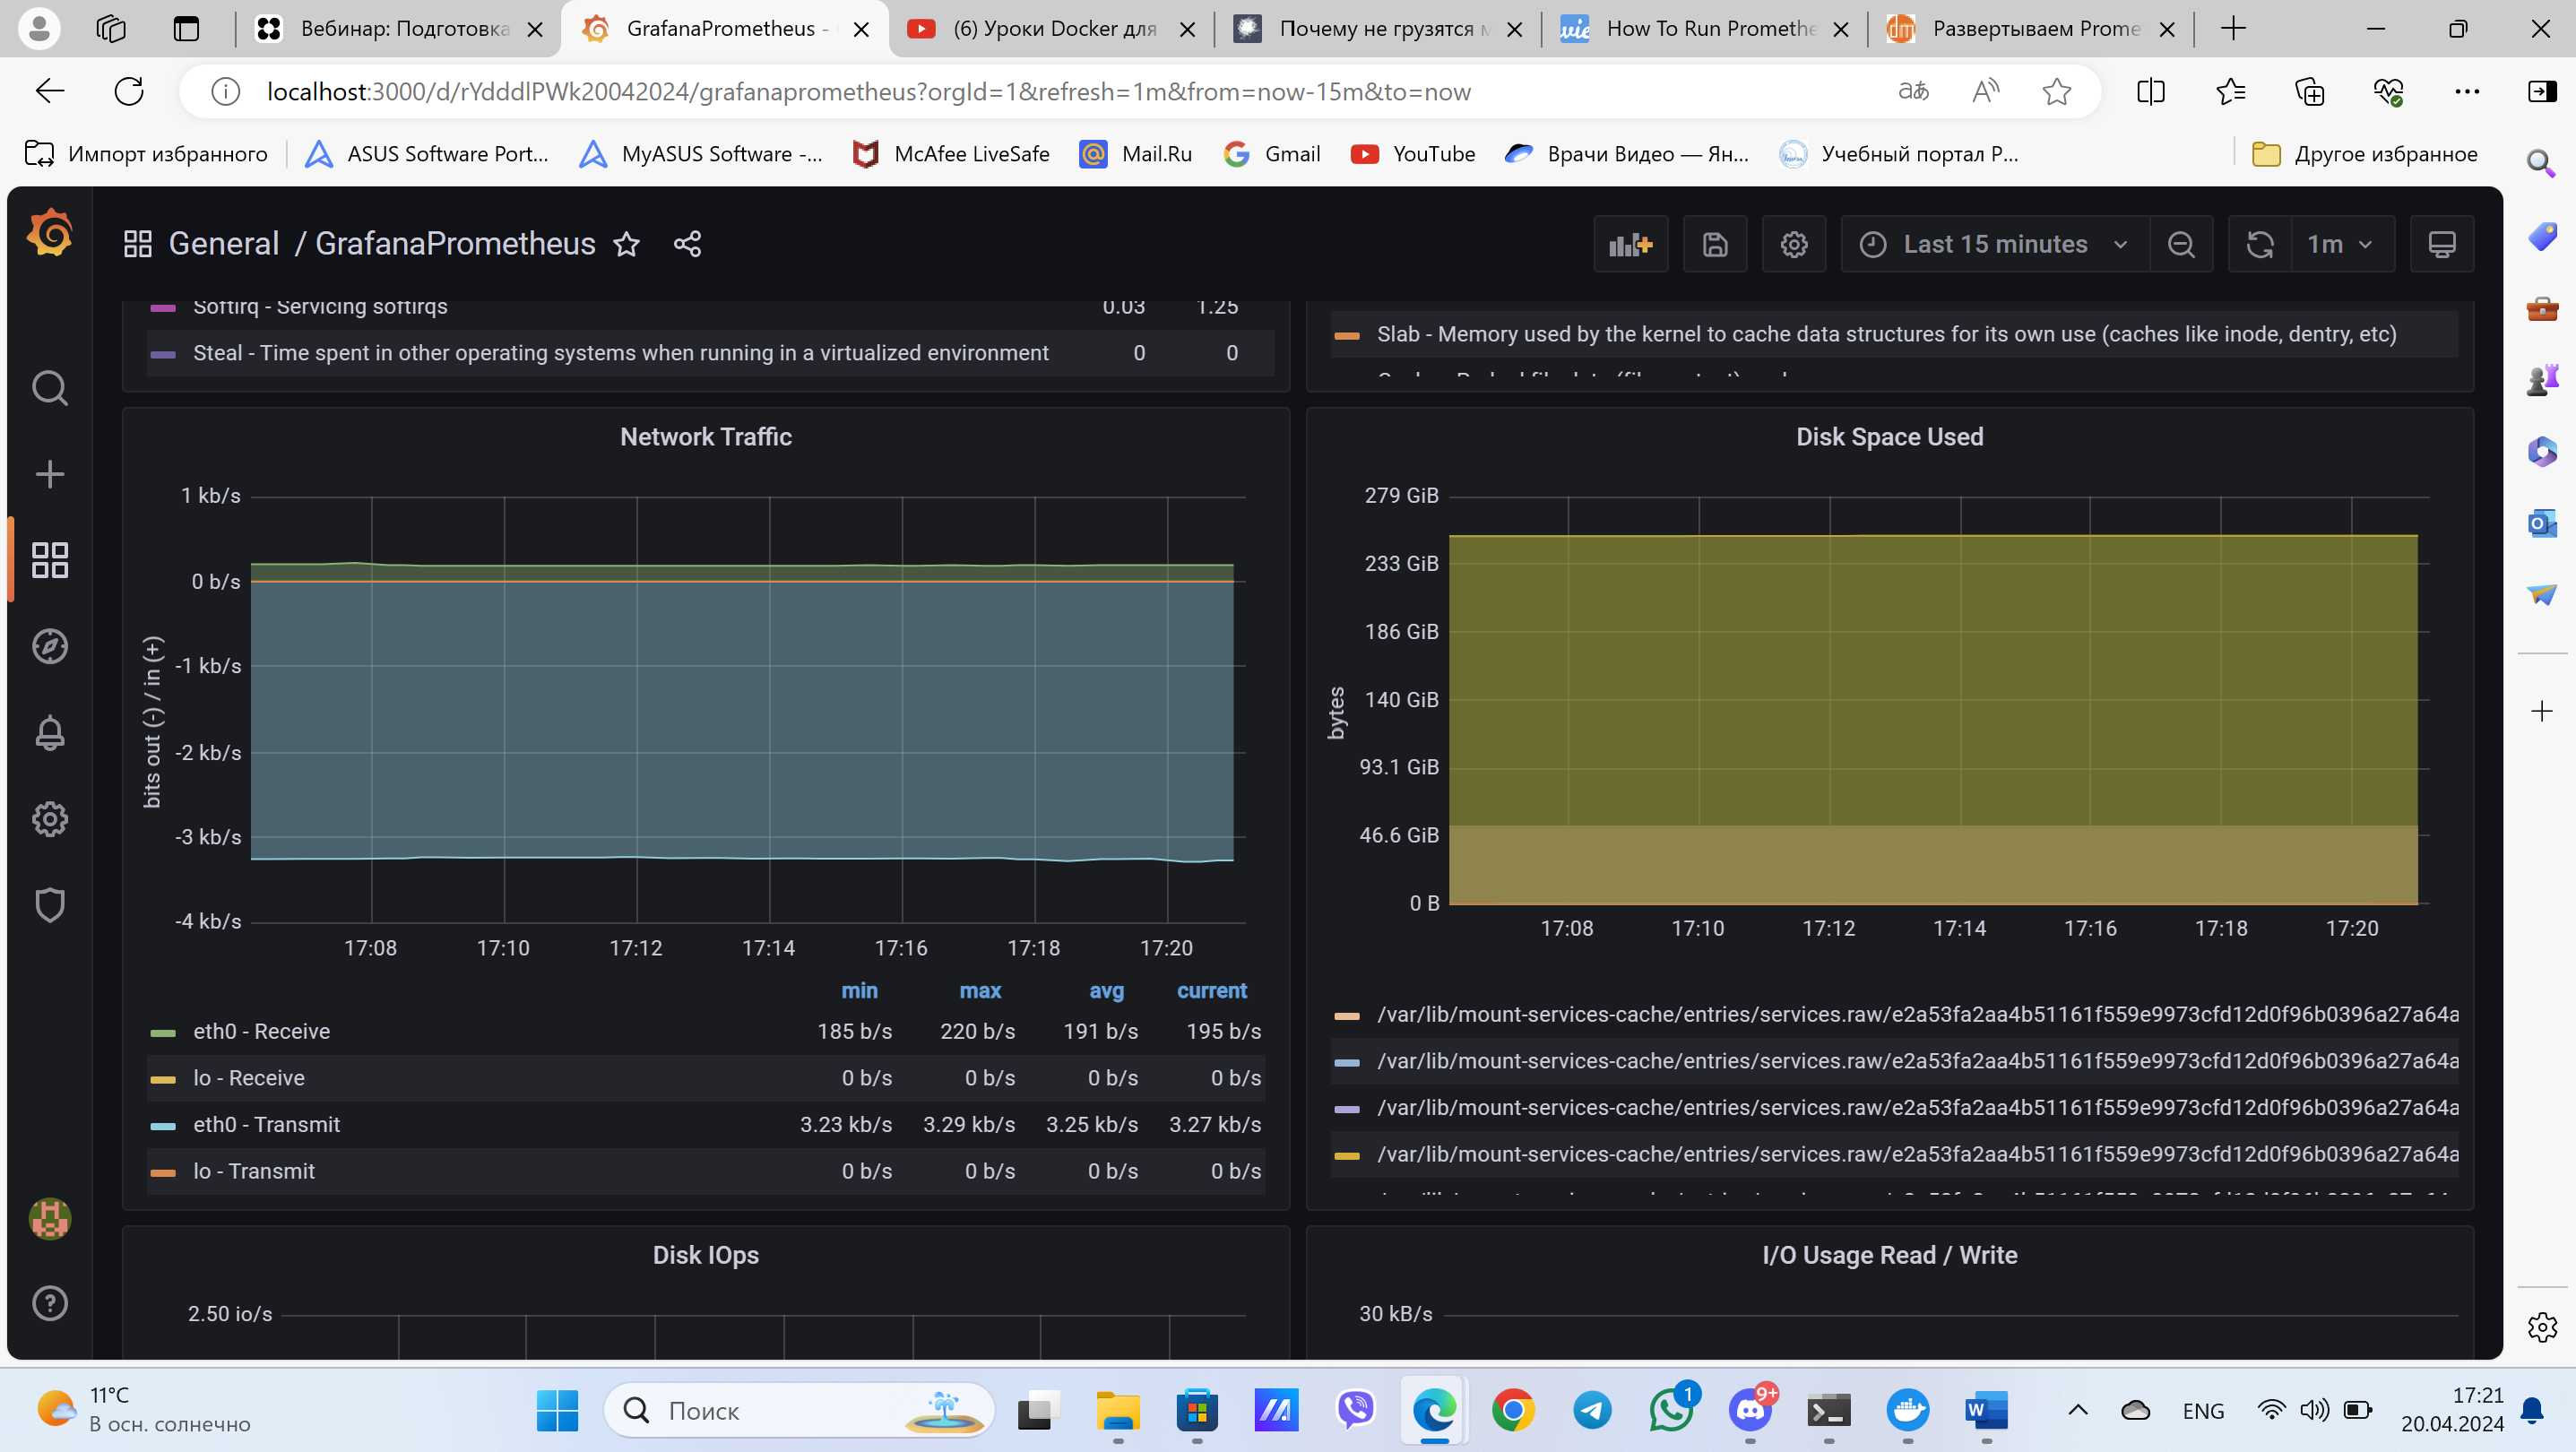 Вебинар: Подготовка
GrafanaPrometheus -
(6) Уроки Docker для
Почему не грузятся м
How To Run Promethe
Развертываем Prome
localhost:3000/d/rYdddlPWk20042024/grafanaprometheus?orgId=1&refresh=1m&from=now-15m&to=now
Импорт избранного
ASUS Software Port...
MyASUS Software -...
McAfee LiveSafe
Mail.Ru
Gmail
YouTube
Врачи Видео — Ян...
Учебный портал Р...
Другое избранное
General / GrafanaPrometheus
Last 15 minutes
1m
Softirq - Servicing softirqs 0.03 1.25
Steal - Time spent in other operating systems when running in a virtualized environment 0 0
Slab - Memory used by the kernel to cache data structures for its own use (caches like inode, dentry, etc)
Network Traffic
1 kb/s
0 b/s
-1 kb/s
-2 kb/s
-3 kb/s
-4 kb/s
bits out (-) / in (+)
17:08 17:10 17:12 17:14 17:16 17:18 17:20
min max avg current
eth0 - Receive 185 b/s 220 b/s 191 b/s 195 b/s
lo - Receive 0 b/s 0 b/s 0 b/s 0 b/s
eth0 - Transmit 3.23 kb/s 3.29 kb/s 3.25 kb/s 3.27 kb/s
lo - Transmit 0 b/s 0 b/s 0 b/s 0 b/s
Disk Space Used
279 GiB
233 GiB
186 GiB
140 GiB
93.1 GiB
46.6 GiB
0 B
bytes
17:08 17:10 17:12 17:14 17:16 17:18 17:20
/var/lib/mount-services-cache/entries/services.raw/e2a53fa2aa4b51161f559e9973cfd12d0f96b0396a27a64a
/var/lib/mount-services-cache/entries/services.raw/e2a53fa2aa4b51161f559e9973cfd12d0f96b0396a27a64a
/var/lib/mount-services-cache/entries/services.raw/e2a53fa2aa4b51161f559e9973cfd12d0f96b0396a27a64a
/var/lib/mount-services-cache/entries/services.raw/e2a53fa2aa4b51161f559e9973cfd12d0f96b0396a27a64a
Disk IOps
2.50 io/s
I/O Usage Read / Write
30 kB/s
11°C
В осн. солнечно
Поиск
1
9+
ENG
17:21
20.04.2024